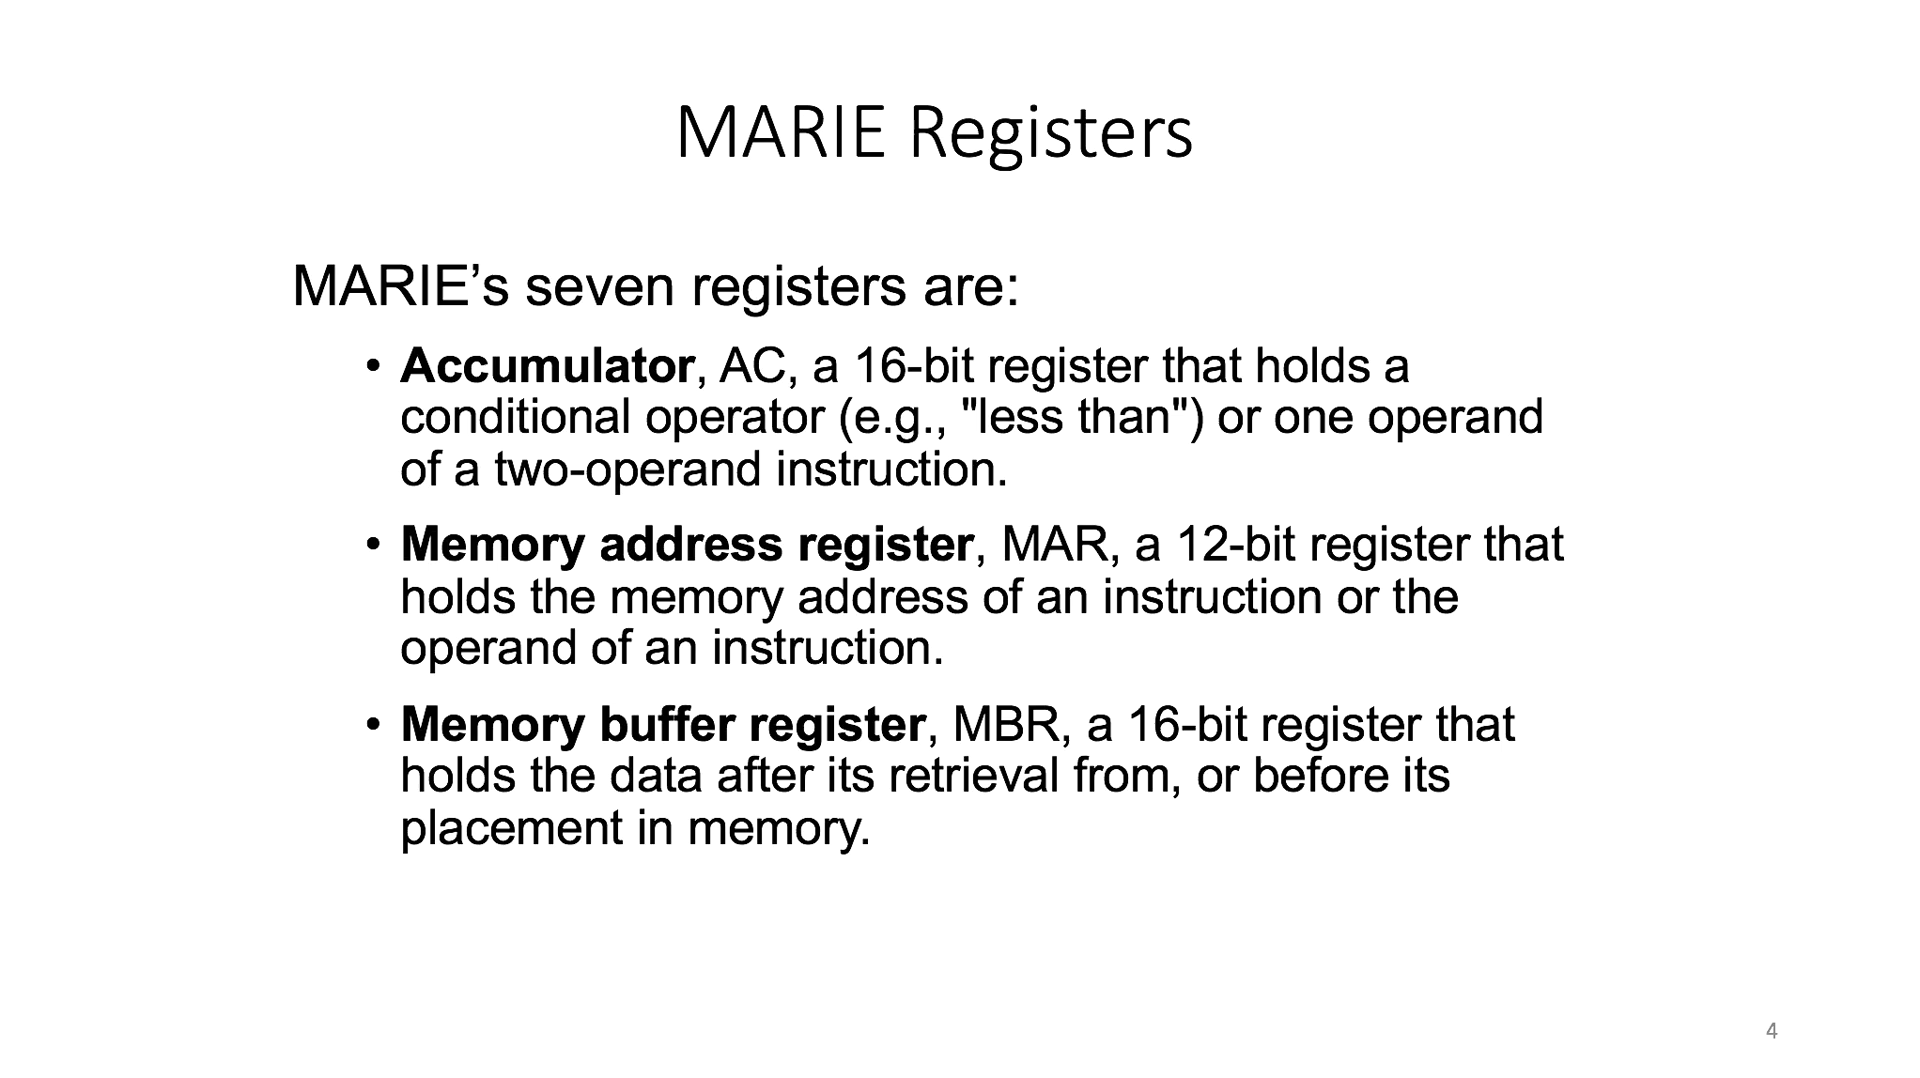 MARIE Registers
MARIE’s seven registers are:
• Accumulator, AC, a 16-bit register that holds a
conditional operator (e.g., "less than") or one operand
of a two-operand instruction.
• Memory address register, MAR, a 12-bit register that
holds the memory address of an instruction or the
operand of an instruction.
• Memory buffer register, MBR, a 16-bit register that
holds the data after its retrieval from, or before its
placement in memory.
4